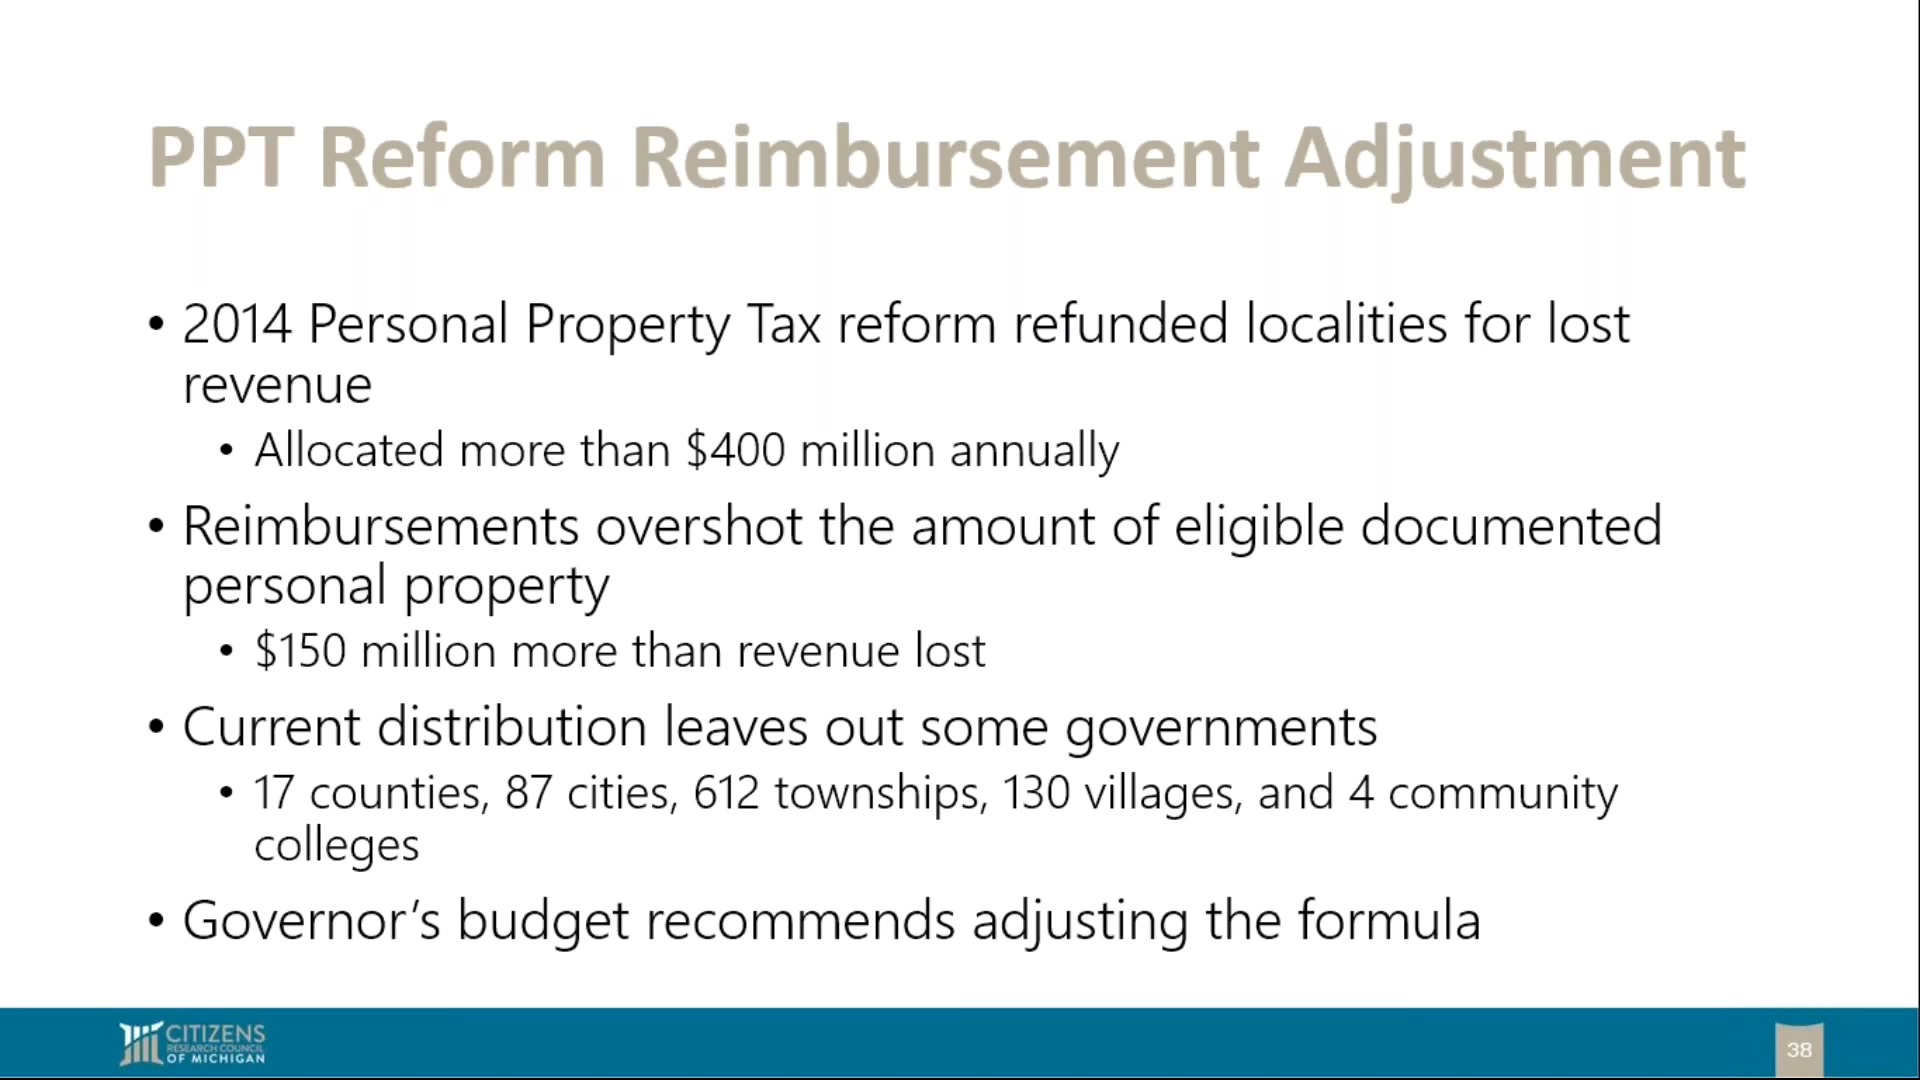 PPT Reform Reimbursement Adjustment
• 2014 Personal Property Tax reform refunded localities for lost
revenue
• Allocated more than $400 million annually
• Reimbursements overshot the amount of eligible documented
personal property
• $150 million more than revenue lost
• Current distribution leaves out some governments
• 17 counties, 87 cities, 612 townships, 130 villages, and 4 community
colleges
• Governor’s budget recommends adjusting the formula
CITIZENS
RESEARCH COUNCIL
OF MICHIGAN
38